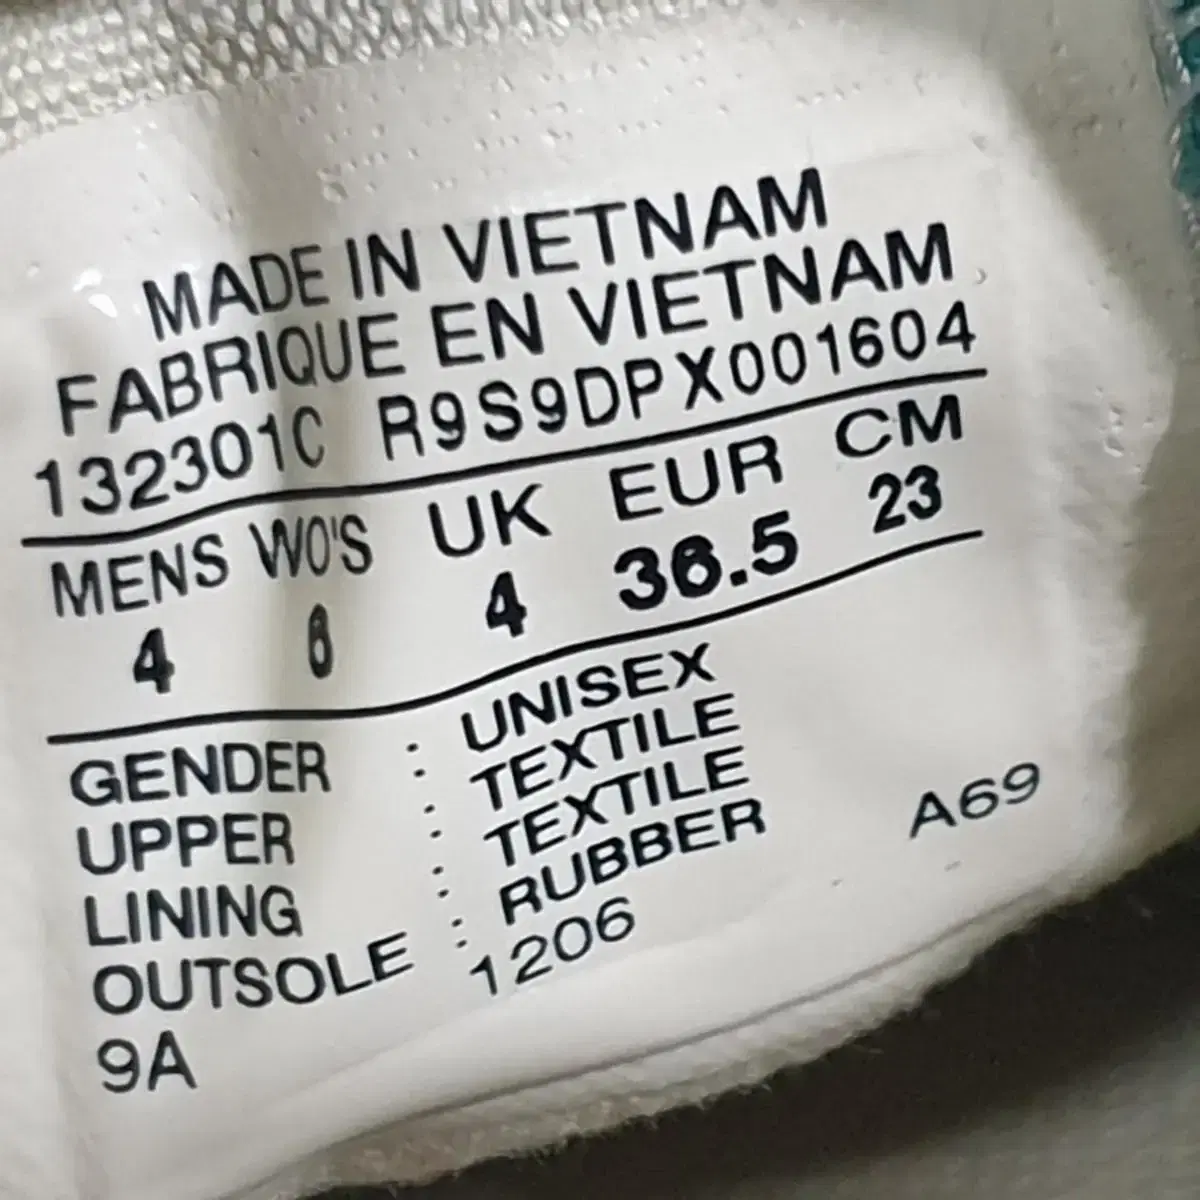 MADE IN VIETNAM
FABRIQUE EN VIETNAM
132301C R9S9DPX001604
MENS WO'S UK EUR CM
4 6 4 36.5 23
GENDER : UNISEX
UPPER : TEXTILE
LINING : TEXTILE
OUTSOLE : RUBBER
9A 1206 A69